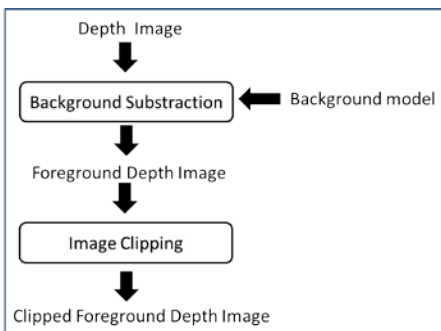 Depth Image
Background Substraction
Background model
Foreground Depth Image
Image Clipping
Clipped Foreground Depth Image